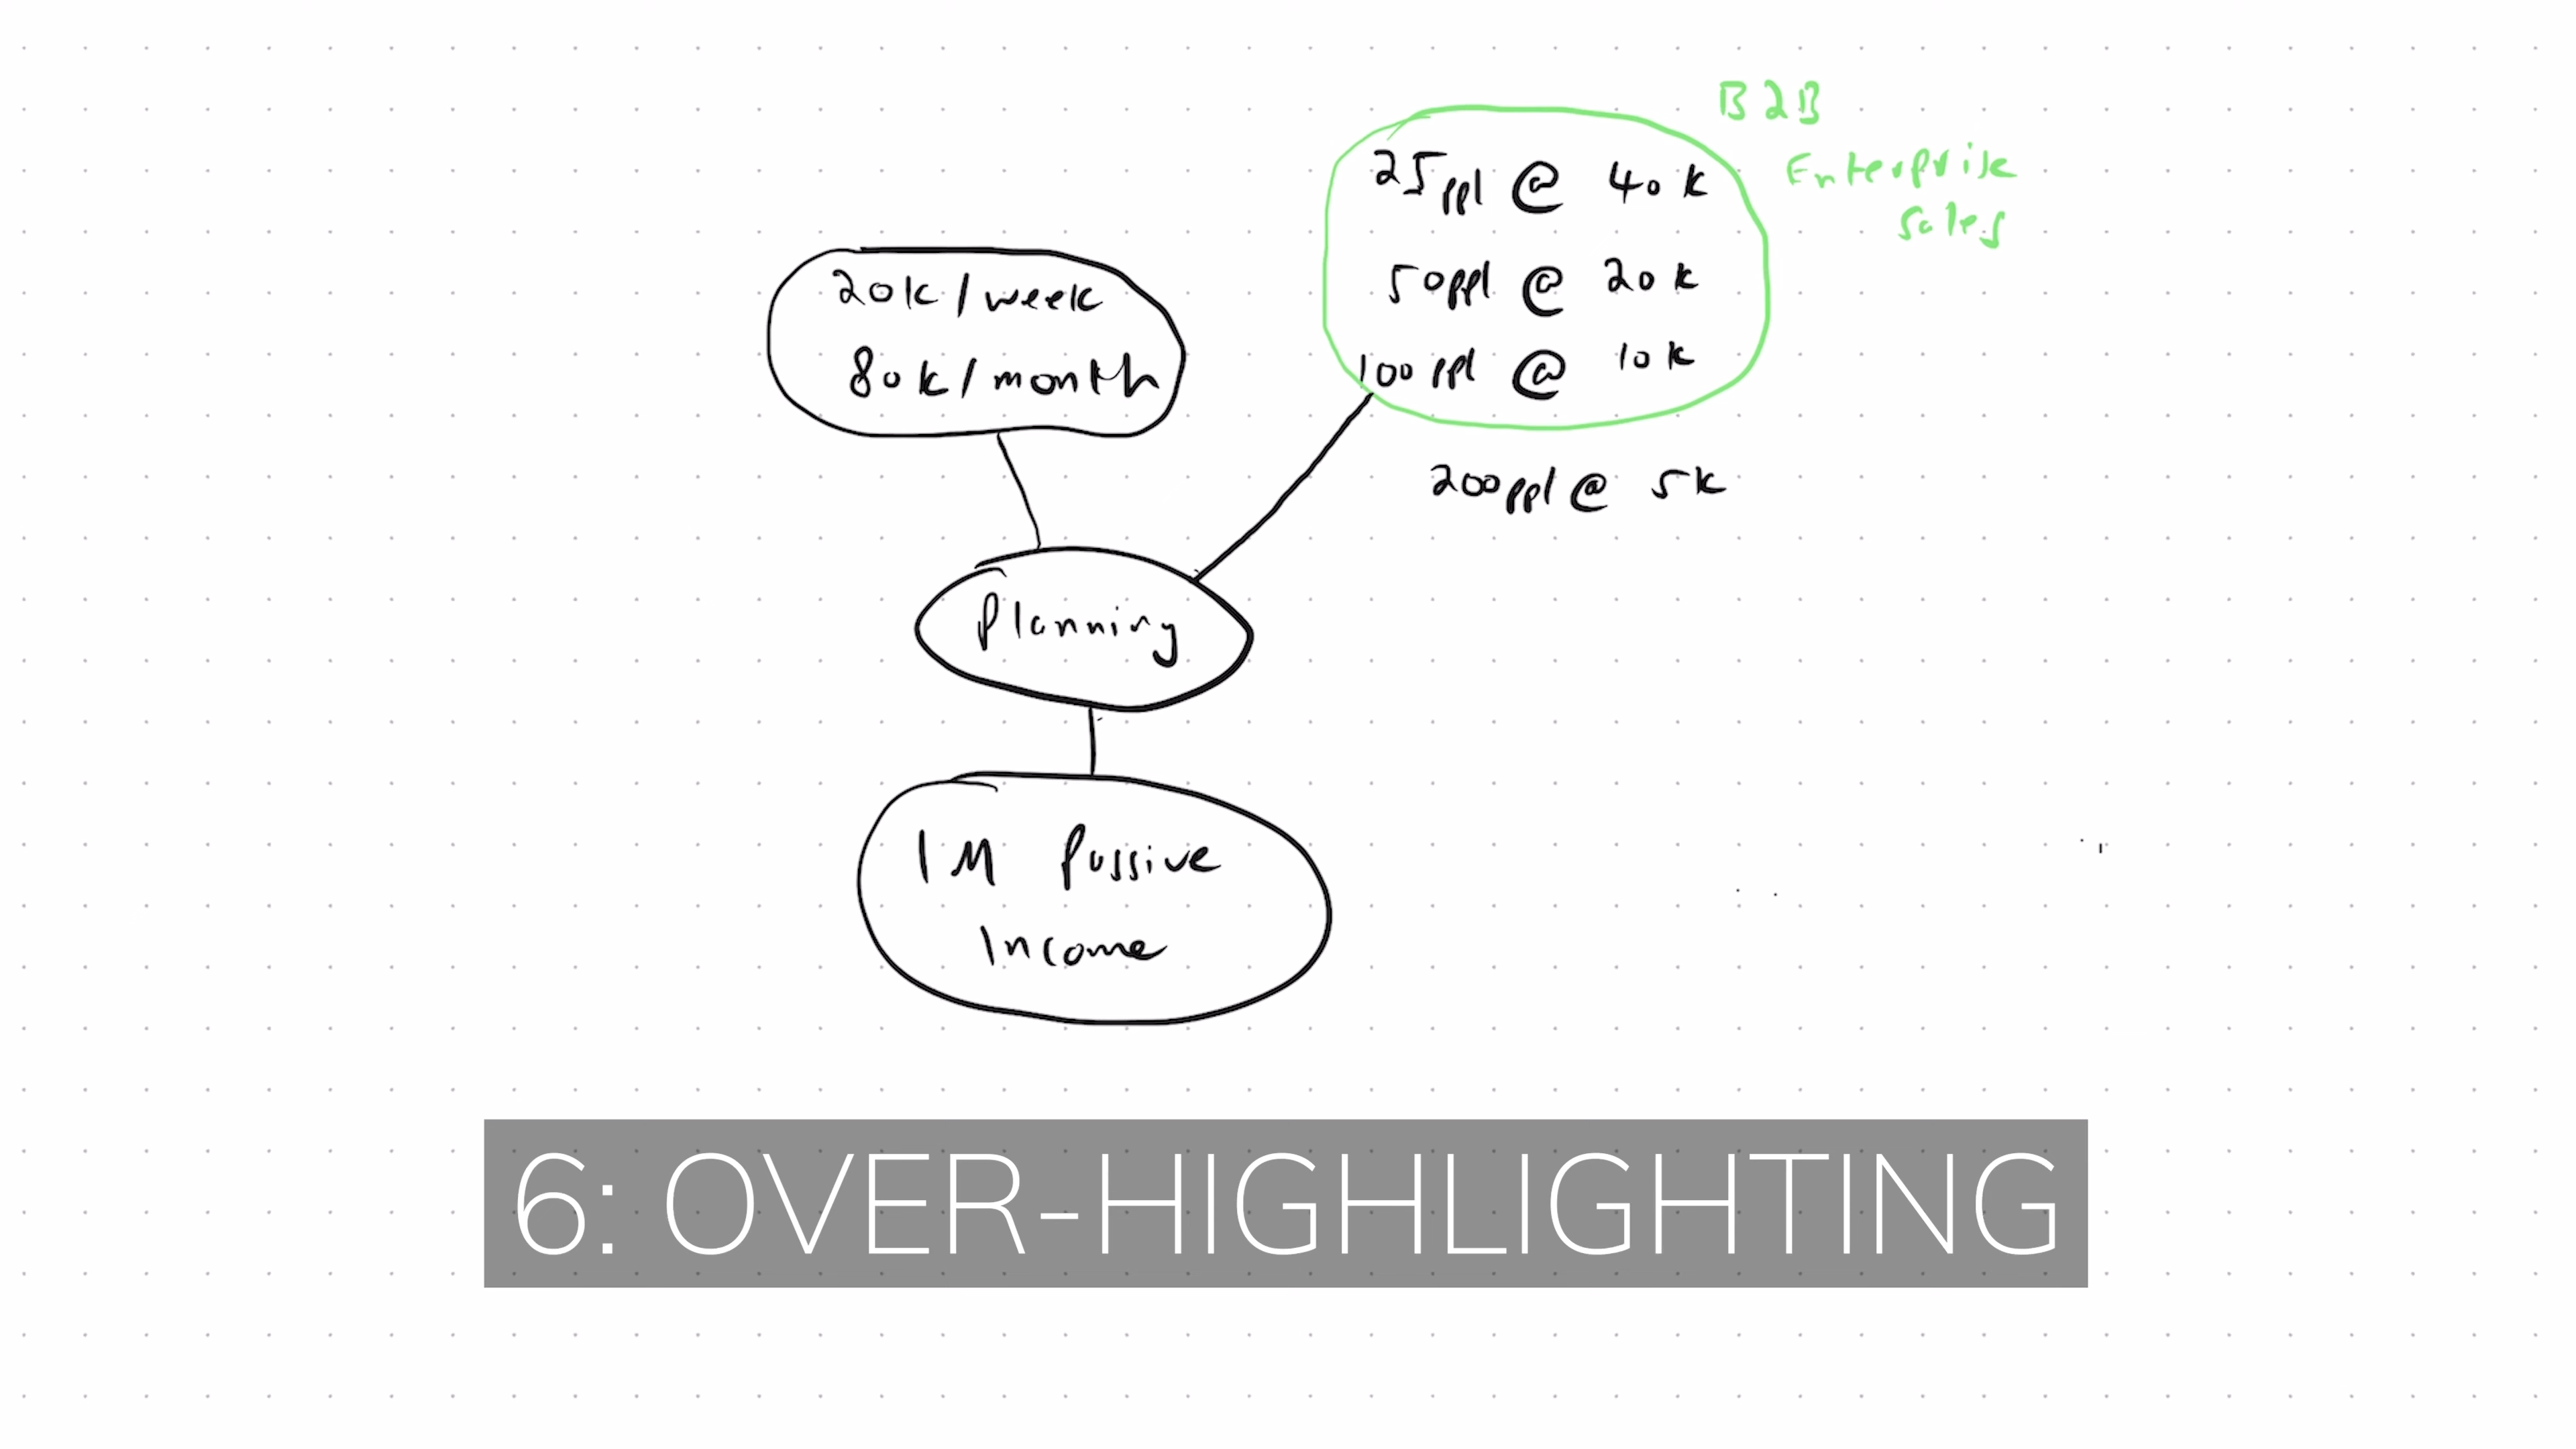 B2B
Enterprise
Sales
25ppl @ 40k
50ppl @ 20k
100ppl @ 10k
200ppl @ 5k
20k/week
80k/month
Planning
1M Passive
Income
6: OVER-HIGHLIGHTING